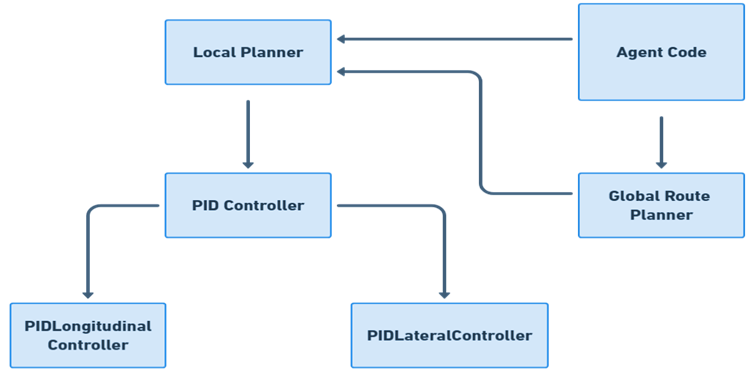 Local Planner
Agent Code
PID Controller
Global Route
Planner
PIDLongitudinal
Controller
PIDLateralController